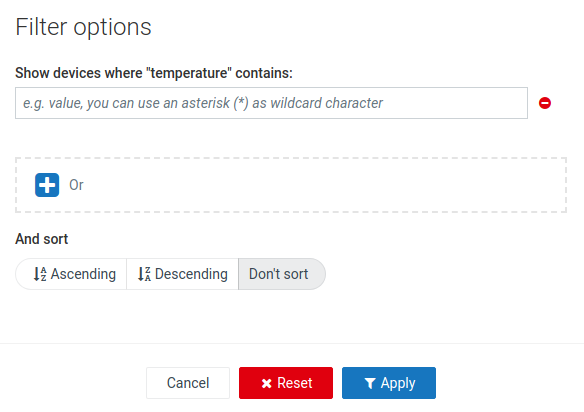 Filter options
Show devices where "temperature" contains:
e.g. value, you can use an asterisk (*) as wildcard character
Or
And sort
Ascending Descending Don't sort
Cancel Reset Apply